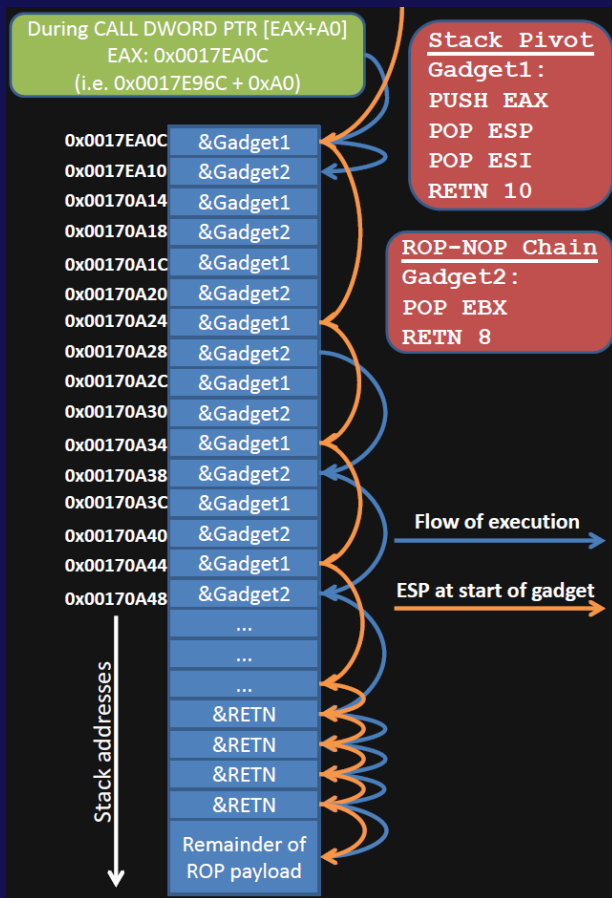 During CALL DWORD PTR [EAX+A0]
EAX: 0x0017EA0C
(i.e. 0x0017E96C + 0xA0)
Stack Pivot
Gadget1:
PUSH EAX
POP ESP
POP ESI
RETN 10
ROP-NOP Chain
Gadget2:
POP EBX
RETN 8
0x0017EA0C &Gadget1
0x0017EA10 &Gadget2
0x00170A14 &Gadget1
0x00170A18 &Gadget2
0x00170A1C &Gadget1
0x00170A20 &Gadget2
0x00170A24 &Gadget1
0x00170A28 &Gadget2
0x00170A2C &Gadget1
0x00170A30 &Gadget2
0x00170A34 &Gadget1
0x00170A38 &Gadget2
0x00170A3C &Gadget1
0x00170A40 &Gadget2
0x00170A44 &Gadget1
0x00170A48 &Gadget2
...
...
...
&RETN
&RETN
&RETN
&RETN
Remainder of
ROP payload
Stack addresses
Flow of execution
ESP at start of gadget